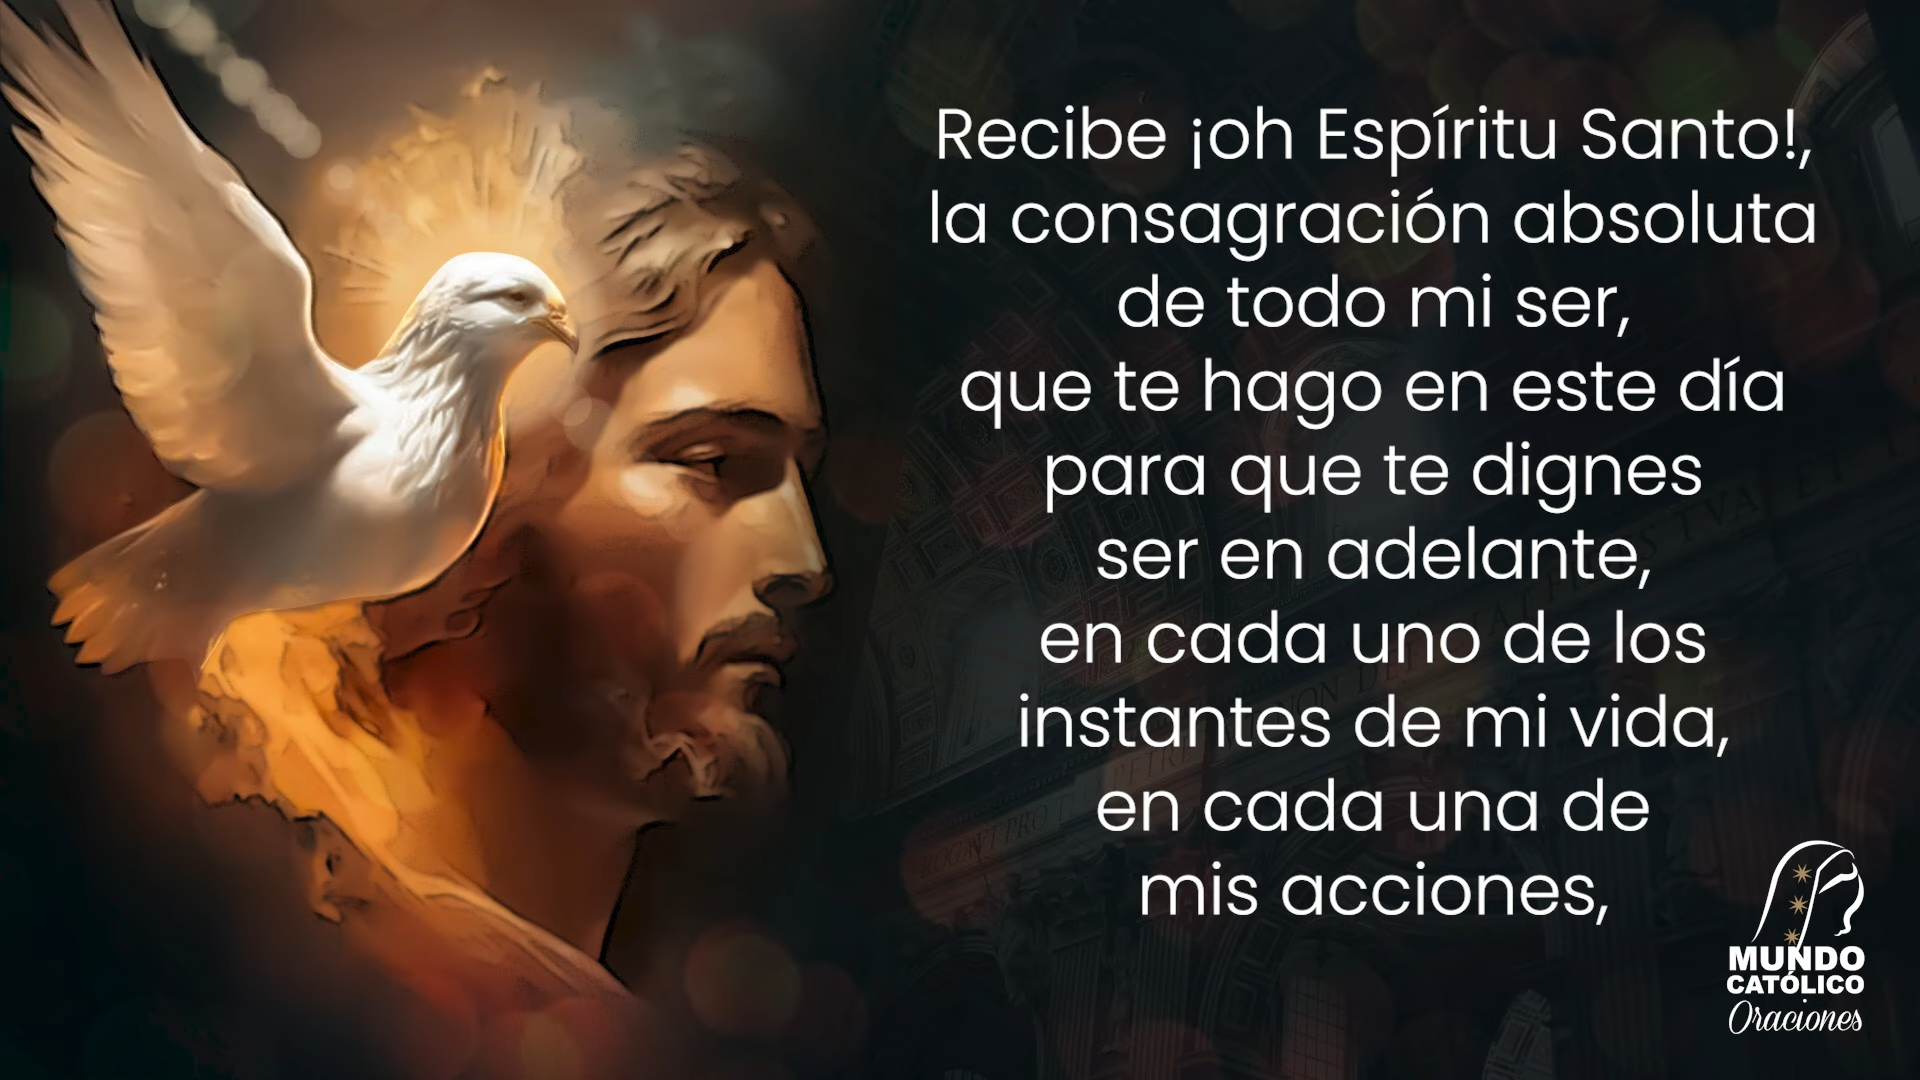 Recibe ¡oh Espíritu Santo!,
la consagración absoluta
de todo mi ser,
que te hago en este día
para que te dignes
ser en adelante,
en cada uno de los
instantes de mi vida,
en cada una de
mis acciones,
MUNDO
CATÓLICO
Oraciones